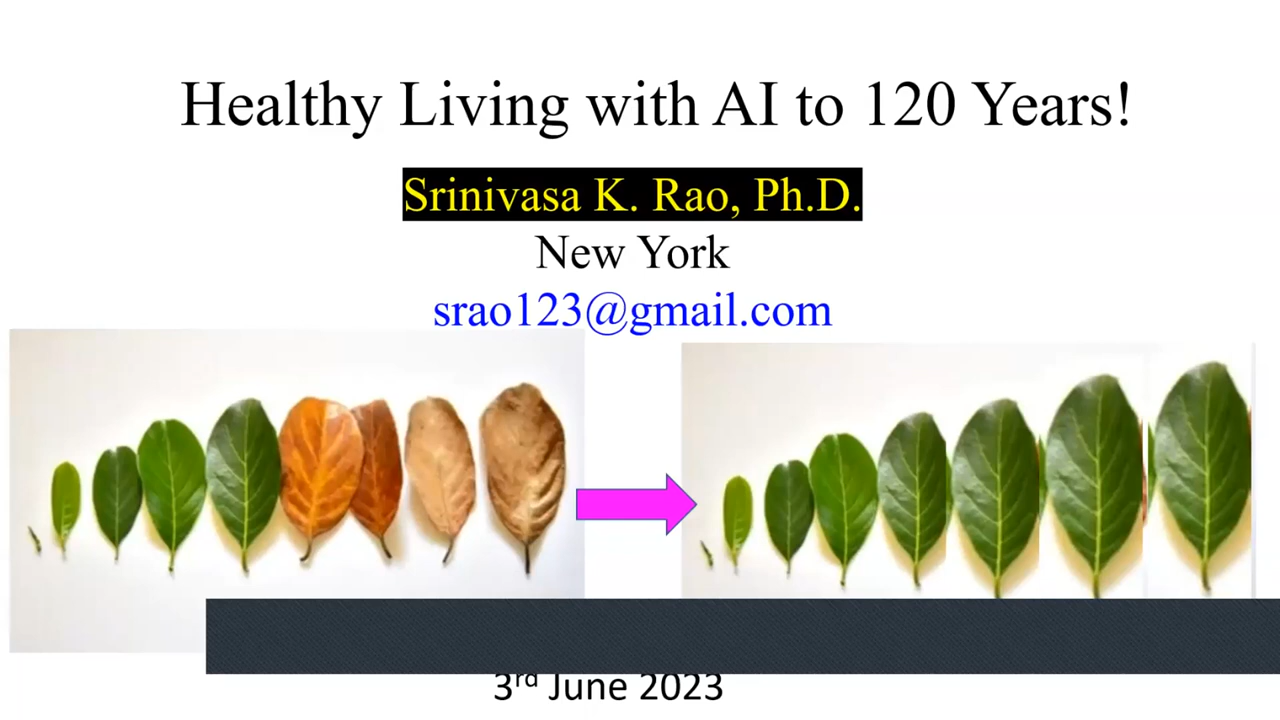 Healthy Living with AI to 120 Years!
Srinivasa K. Rao, Ph.D.
New York
srao123@gmail.com
3rd June 2023